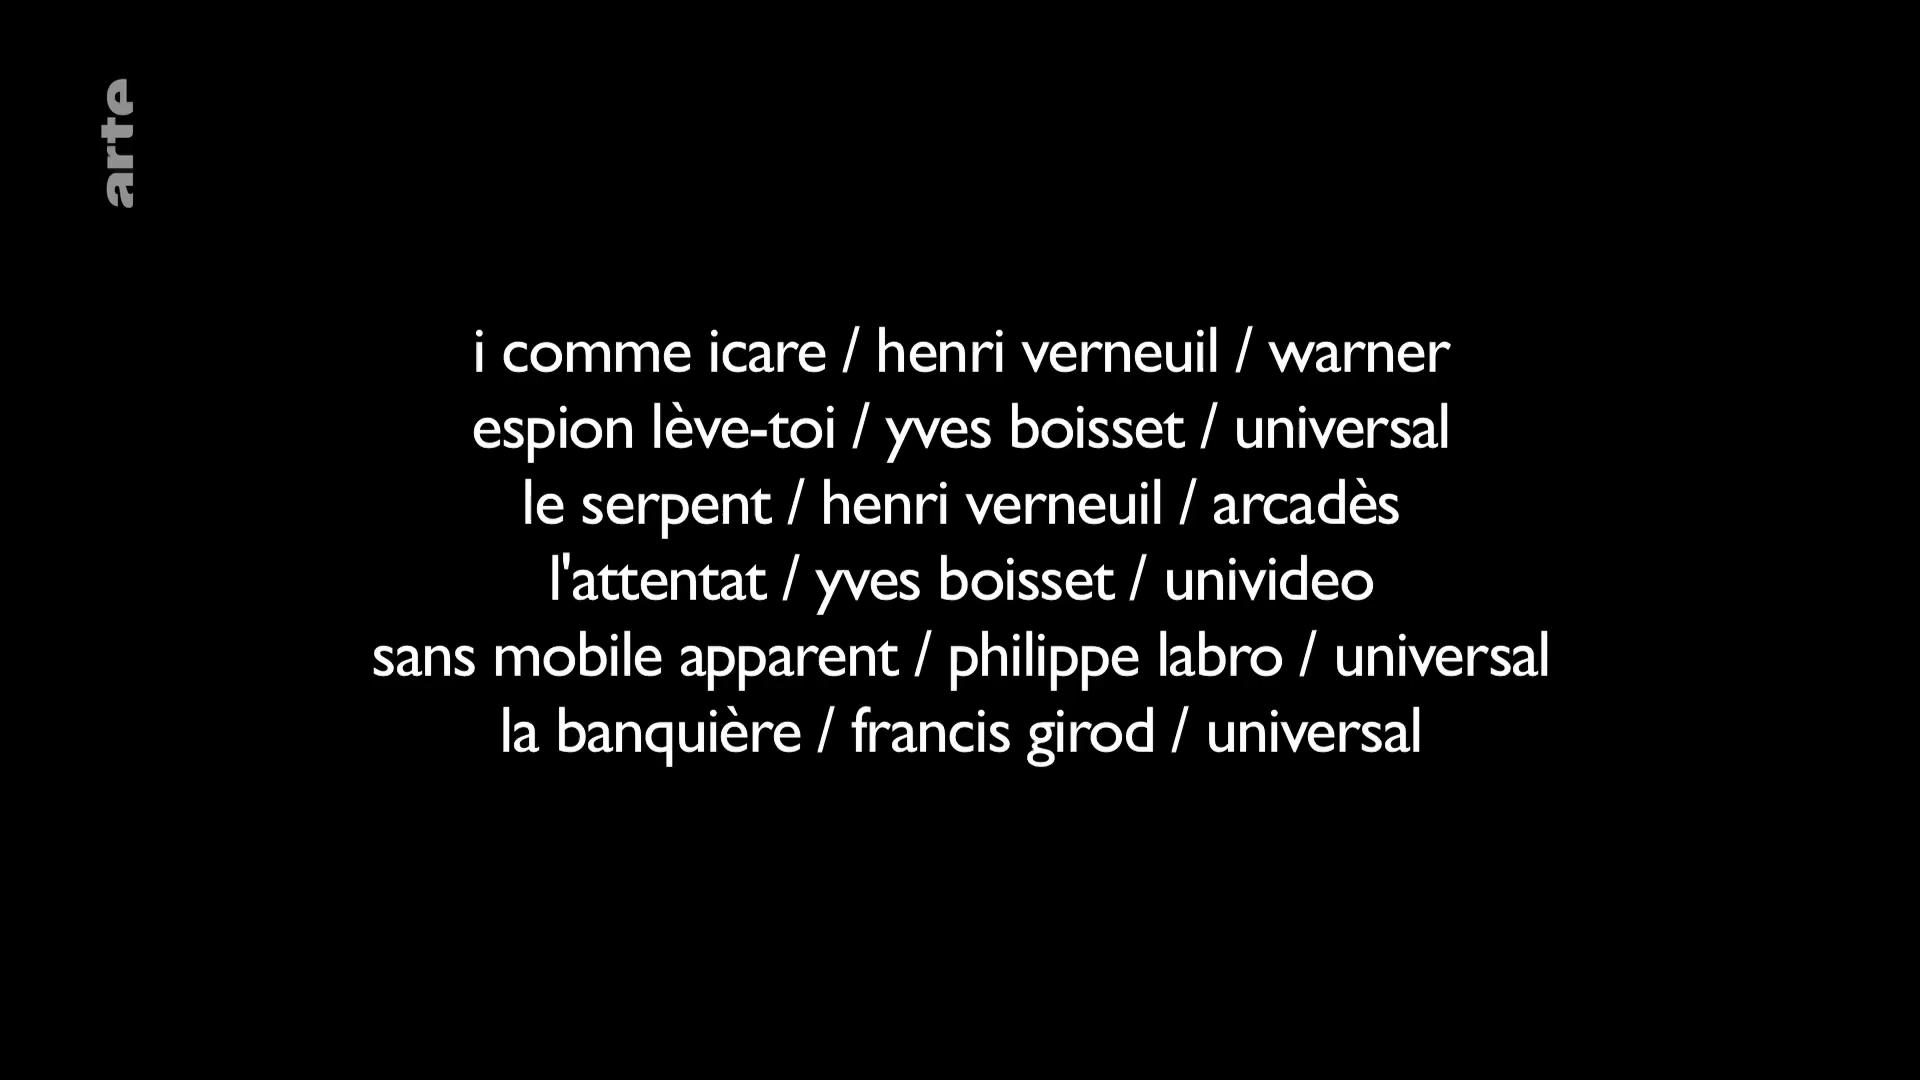 arte
i comme icare / henri verneuil / warner
espion lève-toi / yves boisset / universal
le serpent / henri verneuil / arcadès
l'attentat / yves boisset / univideo
sans mobile apparent / philippe labro / universal
la banquière / francis girod / universal